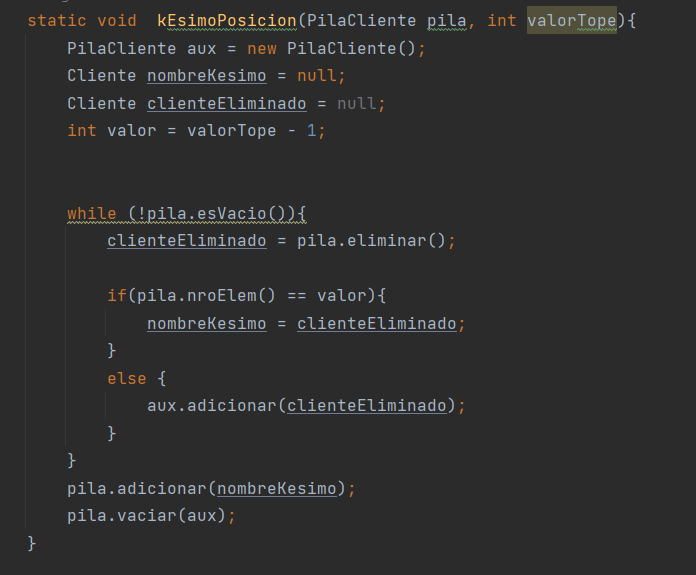 static void  kEsimoPosicion(PilaCliente pila, int valorTope){
    PilaCliente aux = new PilaCliente();
    Cliente nombreKesimo = null;
    Cliente clienteEliminado = null;
    int valor = valorTope - 1;
    while (!pila.esVacio()){
        clienteEliminado = pila.eliminar();
        if(pila.nroElem() == valor){
            nombreKesimo = clienteEliminado;
        }
        else {
            aux.adicionar(clienteEliminado);
        }
    }
    pila.adicionar(nombreKesimo);
    pila.vaciar(aux);
}